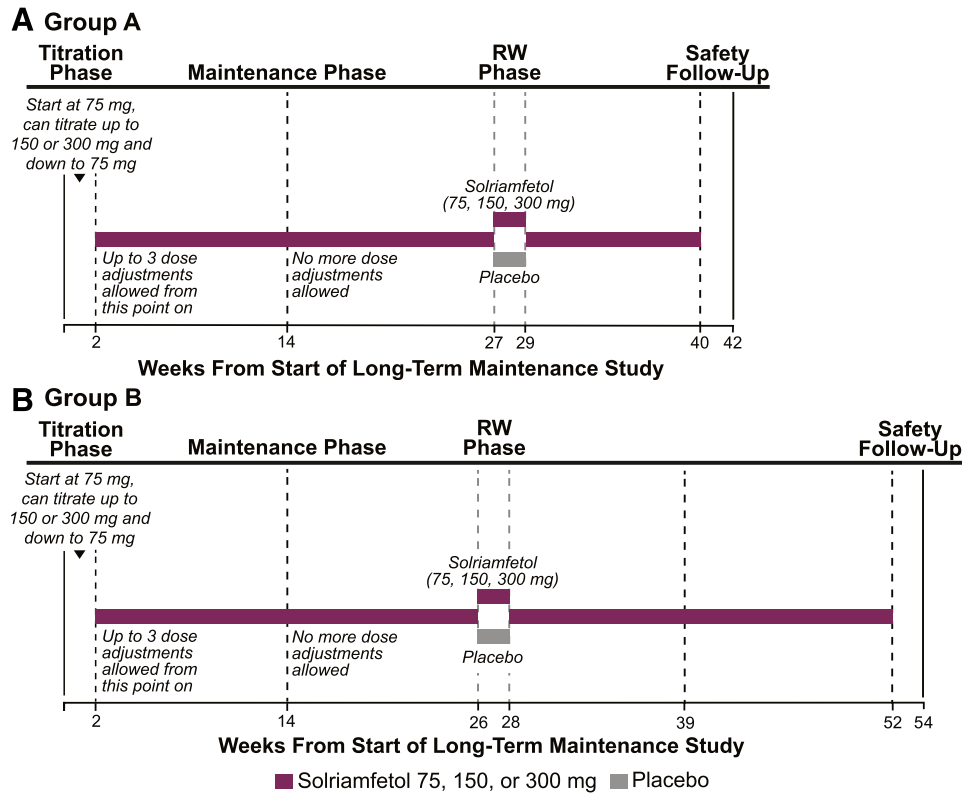 A Group A
Titration
Phase
Maintenance Phase
RW
Phase
Safety
Follow-Up
Start at 75 mg,
can titrate up to
150 or 300 mg and
down to 75 mg
Solriamfetol
(75, 150, 300 mg)
Up to 3 dose
adjustments
allowed from
this point on
No more dose
adjustments
allowed
Placebo
2 14 27 29 40 42
Weeks From Start of Long-Term Maintenance Study
B Group B
Titration
Phase
Maintenance Phase
RW
Phase
Safety
Follow-Up
Start at 75 mg,
can titrate up to
150 or 300 mg and
down to 75 mg
Solriamfetol
(75, 150, 300 mg)
Up to 3 dose
adjustments
allowed from
this point on
No more dose
adjustments
allowed
Placebo
2 14 26 28 39 52 54
Weeks From Start of Long-Term Maintenance Study
Solriamfetol 75, 150, or 300 mg Placebo